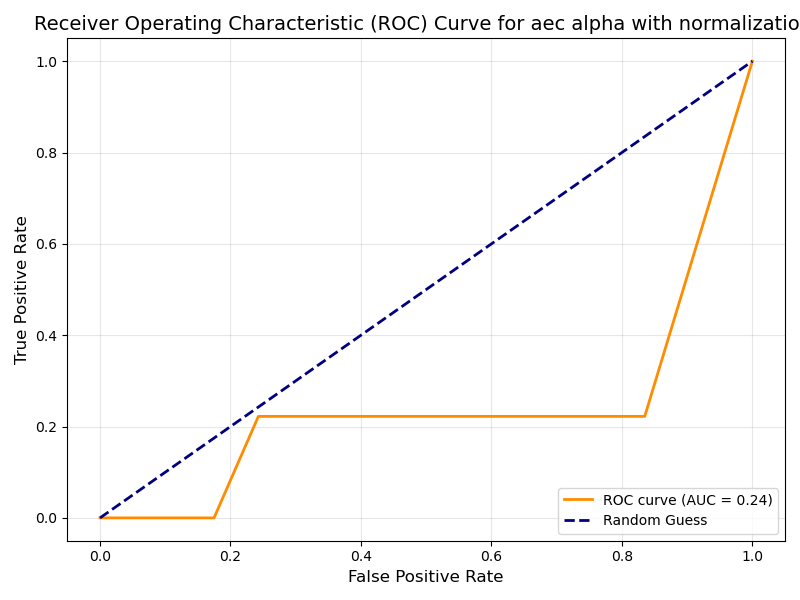 Receiver Operating Characteristic (ROC) Curve for aec alpha with normalizatio
1.0
0.8
0.6
0.4
0.2
0.0
True Positive Rate
0.0 0.2 0.4 0.6 0.8 1.0
False Positive Rate
ROC curve (AUC = 0.24)
Random Guess